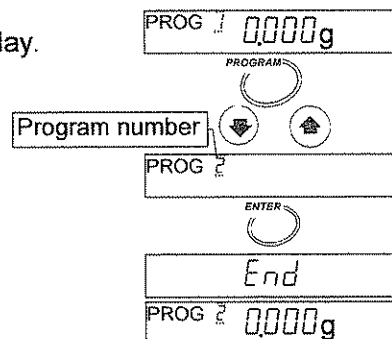 lay.
PROG 1 0.000g
PROGRAM
Program number
PROG 2
ENTER
End
PROG 2 0.000g